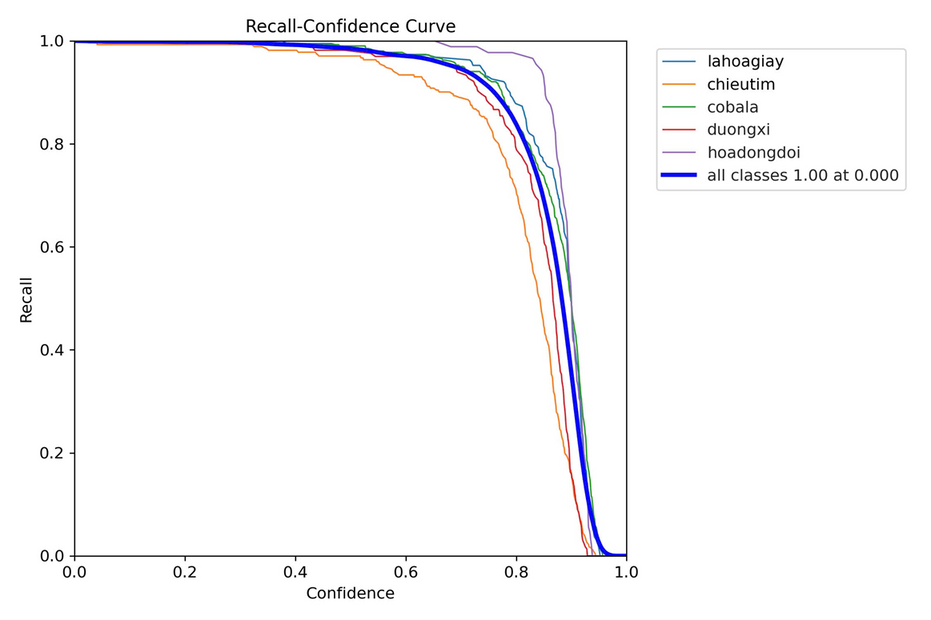 Recall-Confidence Curve
1.0
0.8
0.6
0.4
0.2
0.0
Recall
0.0 0.2 0.4 0.6 0.8 1.0
Confidence
lahoagiay
chieutim
cobala
duongxi
hoadongdoi
all classes 1.00 at 0.000